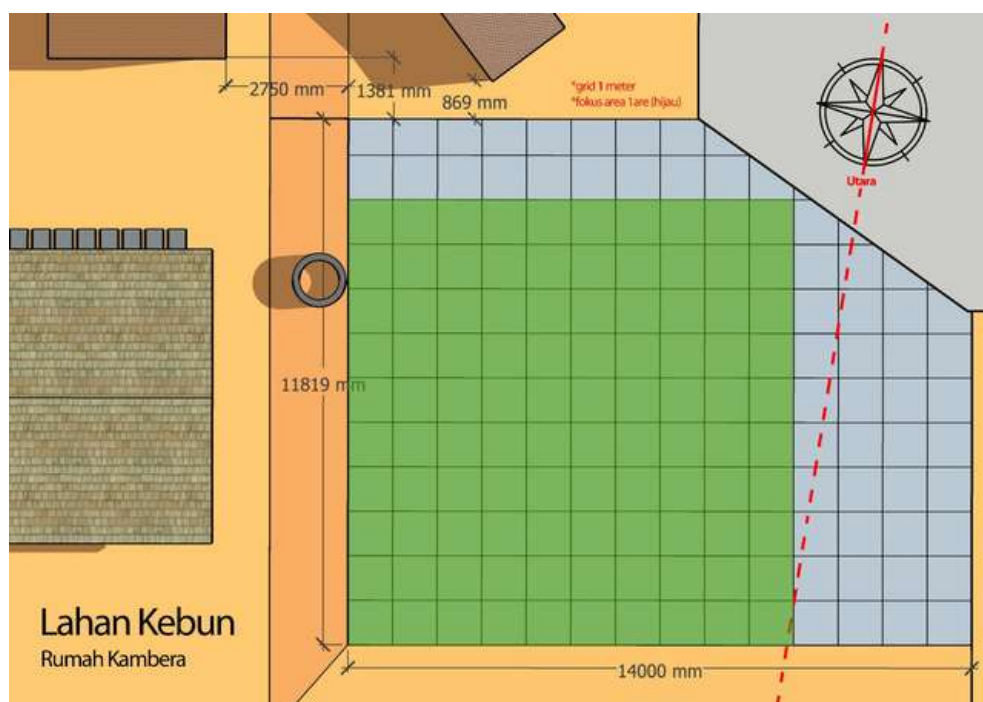 2750 mm
1381 mm
869 mm
*grid 1 meter
*fokus area 1are (hijau)
Utara
11819 mm
Lahan Kebun
Rumah Kambera
14000 mm